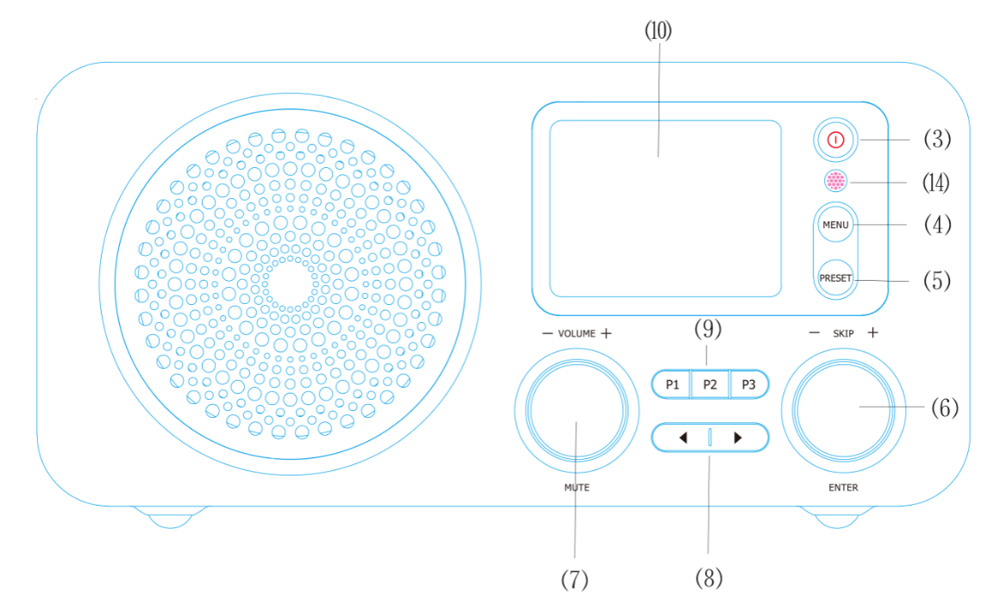 (10)
(3)
(14)
MENU (4)
PRESET (5)
− VOLUME +
(9)
− SKIP +
P1 P2 P3
(6)
◀ ▶
MUTE
ENTER
(7)
(8)